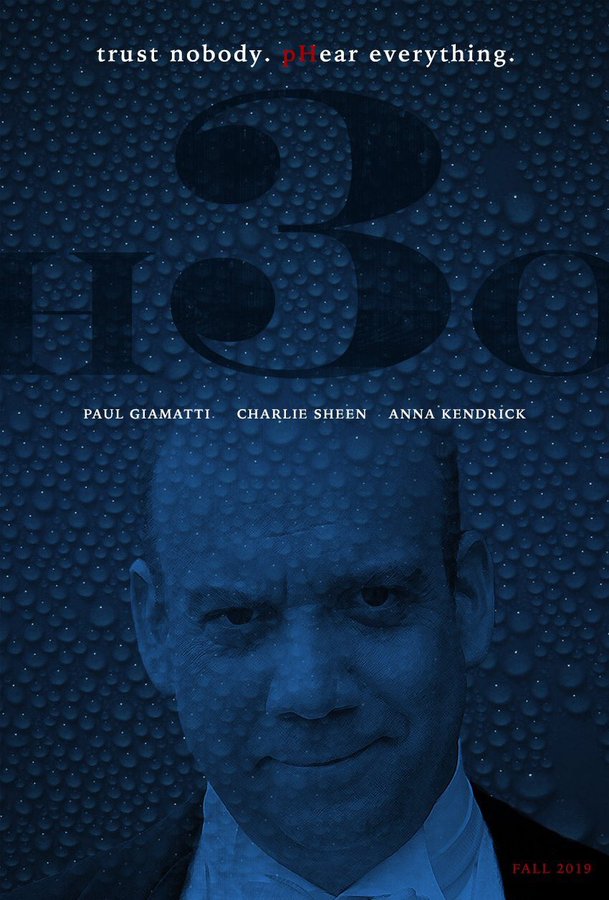 trust nobody. pHear everything.
H3O
PAUL GIAMATTI CHARLIE SHEEN ANNA KENDRICK
FALL 2019